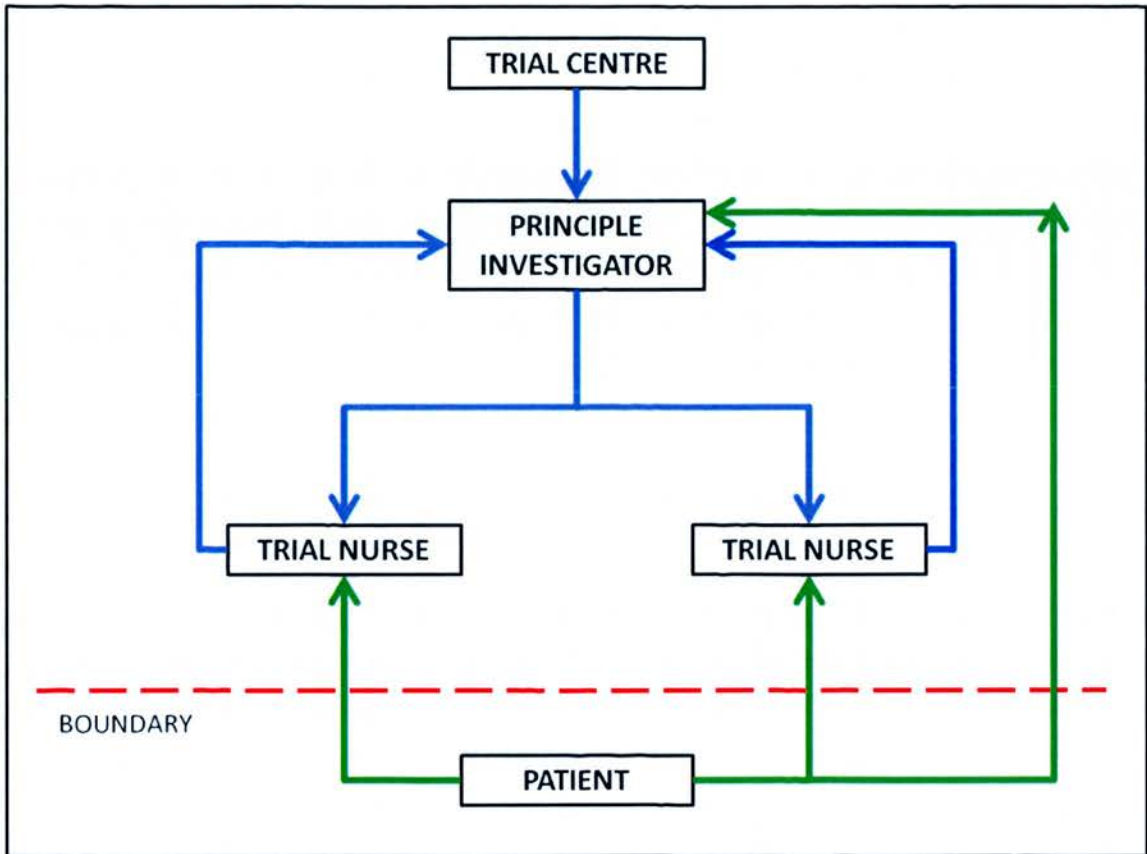 TRIAL CENTRE
PRINCIPLE
INVESTIGATOR
TRIAL NURSE
TRIAL NURSE
BOUNDARY
PATIENT